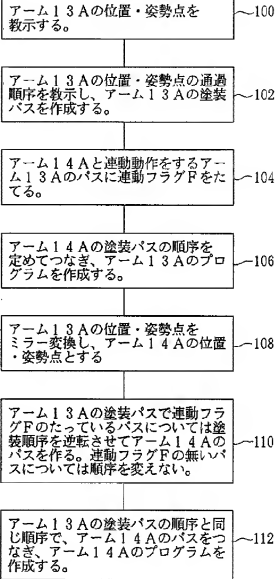 アーム13Aの位置・姿勢点を
教示する。
~100
アーム13Aの位置・姿勢点の通過
順序を教示し、アーム13Aの塗装
パスを作成する。
~102
アーム14Aと連動動作をするアー
ム13Aのパスに連動フラグFをた
てる。
~104
アーム14Aの塗装パスの順序を
定めてつなぎ、アーム13Aのプロ
グラムを作成する。
~106
アーム13Aの位置・姿勢点を
ミラー変換し、アーム14Aの位置
・姿勢点とする
~108
アーム13Aの塗装パスで連動フラ
グFのたっているパスについては塗
装順序を逆転させてアーム14Aの
パスを作る。連動フラグFの無いパ
スについては順序を変えない。
~110
アーム13Aの塗装パスの順序と同
じ順序で、アーム14Aのパスをつ
なぎ、アーム14Aのプログラムを
作成する。
~112